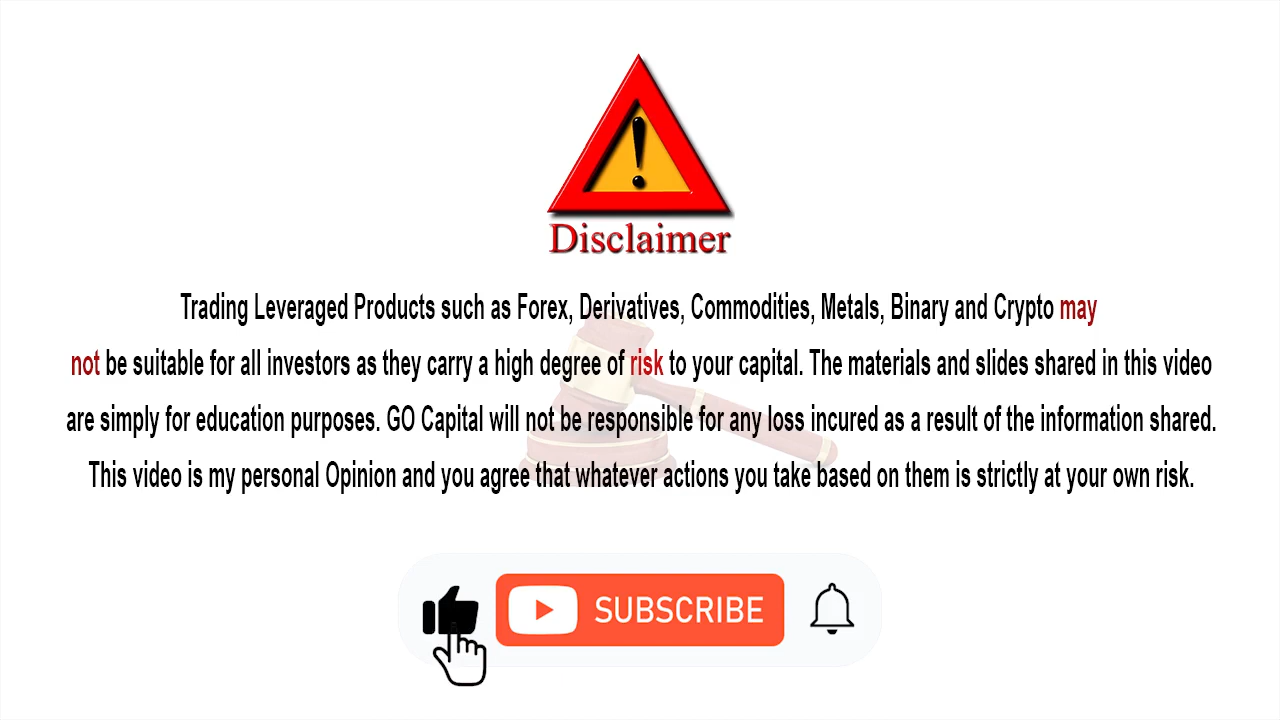 Disclaimer
Trading Leveraged Products such as Forex, Derivatives, Commodities, Metals, Binary and Crypto may
not be suitable for all investors as they carry a high degree of risk to your capital. The materials and slides shared in this video
are simply for education purposes. GO Capital will not be responsible for any loss incured as a result of the information shared.
This video is my personal Opinion and you agree that whatever actions you take based on them is strictly at your own risk.
SUBSCRIBE